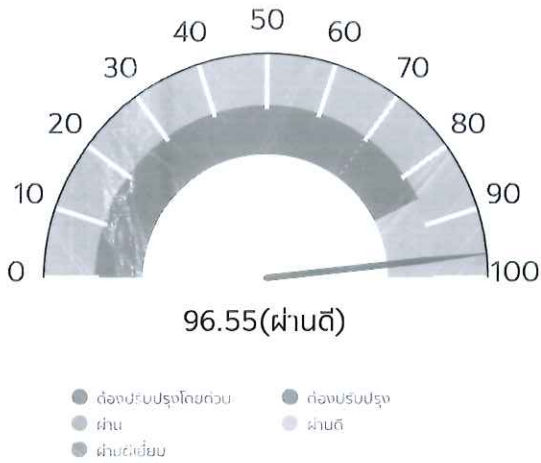 50
40 60
30 70
20 80
10 90
0 100
96.55(ผ่านดี)
ต้องปรับปรุงโดยด่วน ต้องปรับปรุง
ผ่าน ผ่านดี
ผ่านดีเยี่ยม